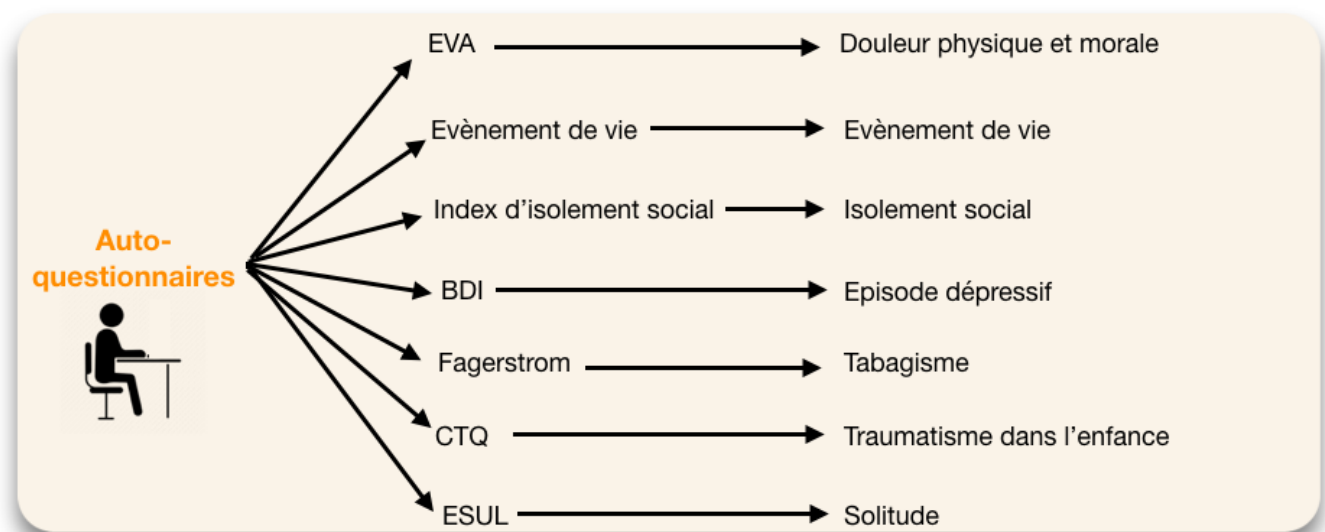 EVA Douleur physique et morale
Evènement de vie Evènement de vie
Index d’isolement social Isolement social
Auto-
questionnaires
BDI Episode dépressif
Fagerstrom Tabagisme
CTQ Traumatisme dans l’enfance
ESUL Solitude